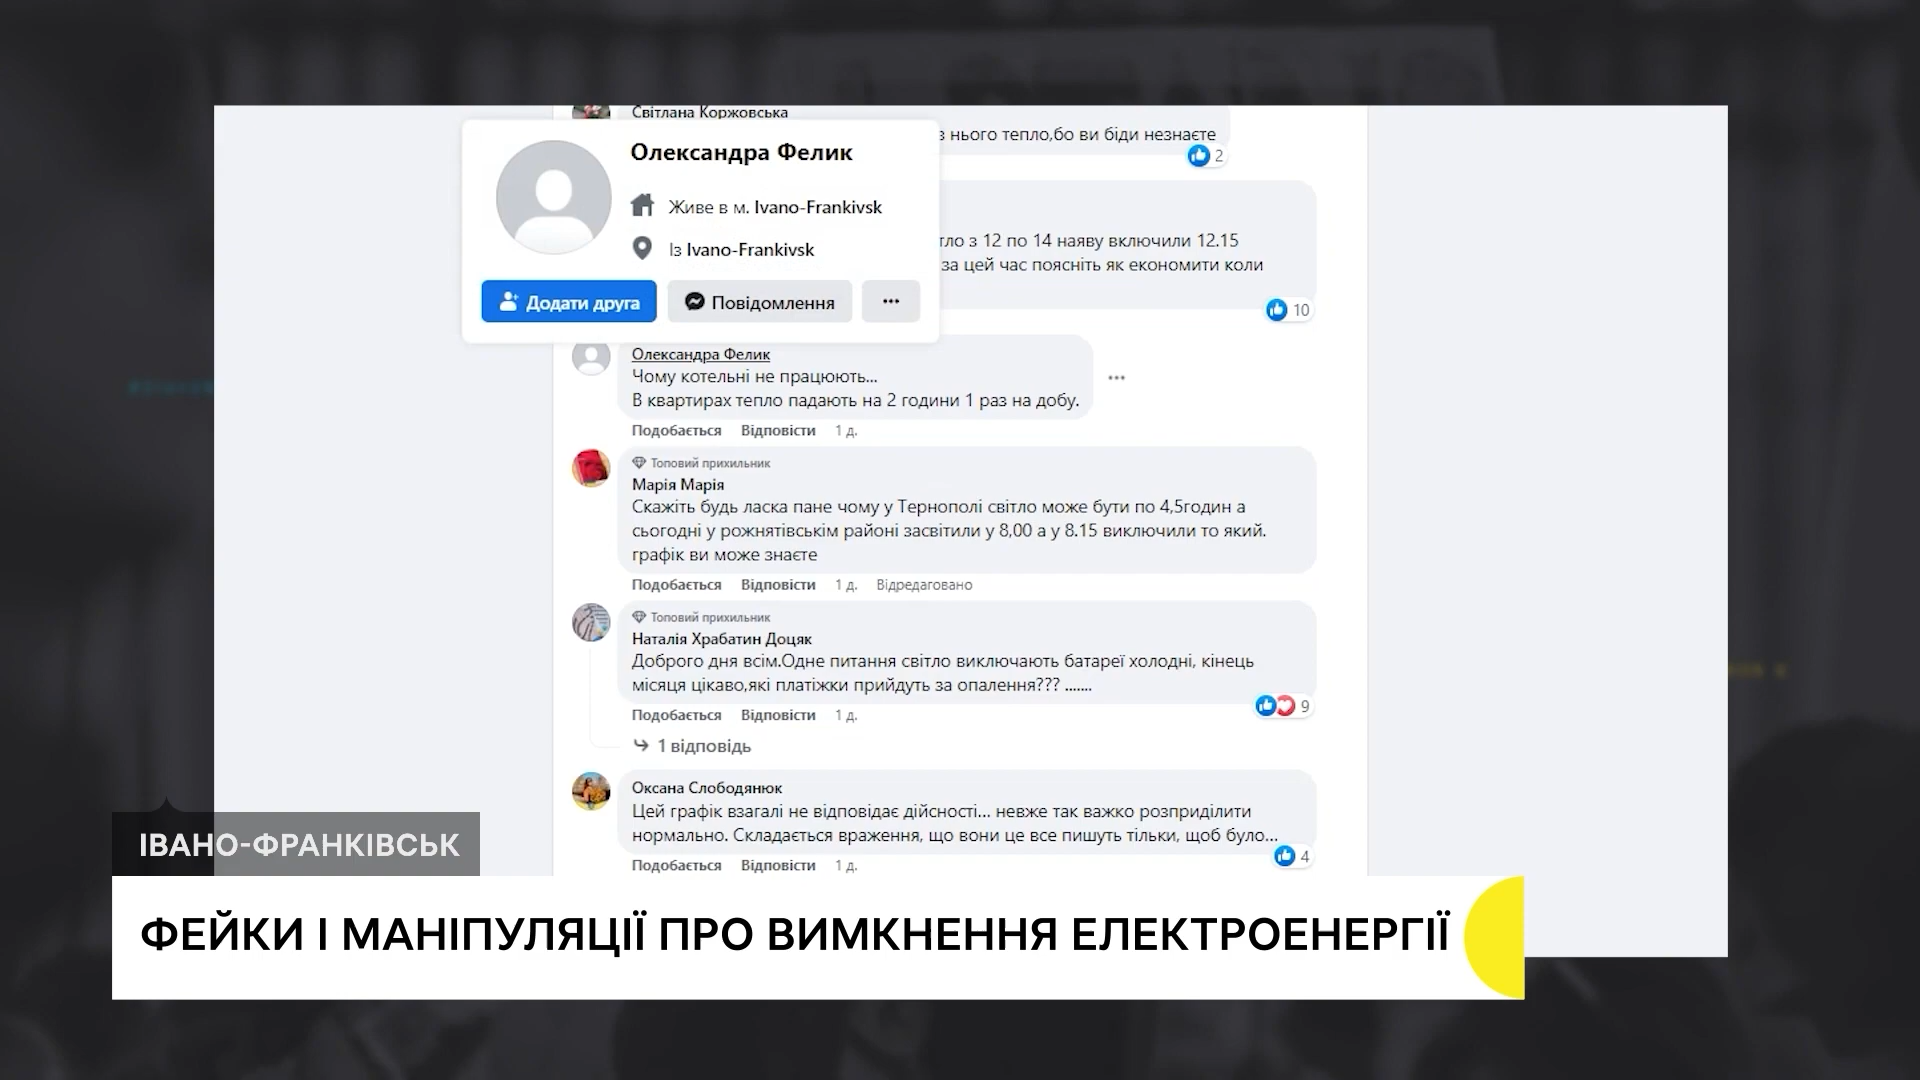 Світлана Коржовська
з нього тепло,бо ви біди незнаєте
2
Олександра Фелик
Живе в м. Ivano-Frankivsk
Із Ivano-Frankivsk
Додати друга
Повідомлення
тло з 12 по 14 наяву включили 12.15
за цей час поясніть як економити коли
10
Олександра Фелик
Чому котельні не працюють...
В квартирах тепло падають на 2 години 1 раз на добу.
Подобається Відповісти 1 д.
Топовий прихильник
Марія Марія
Скажіть будь ласка пане чому у Тернополі світло може бути по 4,5годин а
сьогодні у рожнятівськім районі засвітили у 8,00 а у 8.15 виключили то який.
графік ви може знаєте
Подобається Відповісти 1 д. Відредаговано
Топовий прихильник
Наталія Храбатин Доцяк
Доброго дня всім.Одне питання світло виключають батареї холодні, кінець
місяця цікаво,які платіжки прийдуть за опалення??? .......
9
Подобається Відповісти 1 д.
1 відповідь
Оксана Слободянюк
Цей графік взагалі не відповідає дійсності... невже так важко розприділити
нормально. Складається враження, що вони це все пишуть тільки, щоб було...
4
Подобається Відповісти 1 д.
ІВАНО-ФРАНКІВСЬК
ФЕЙКИ І МАНІПУЛЯЦІЇ ПРО ВИМКНЕННЯ ЕЛЕКТРОЕНЕРГІЇ